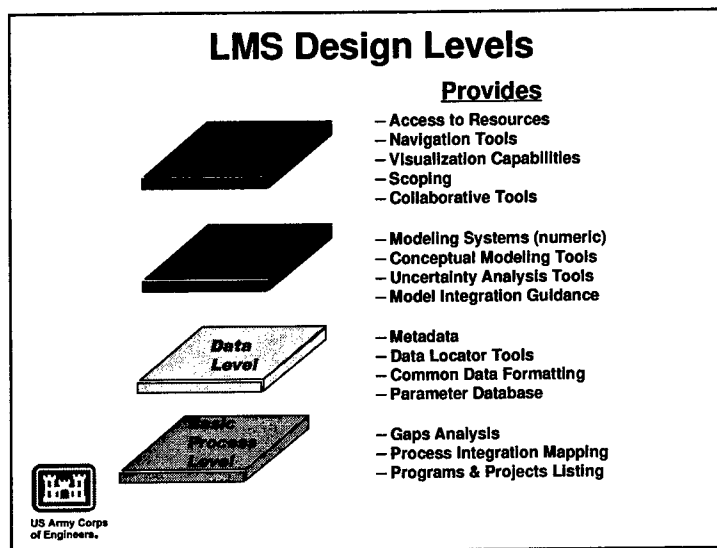 LMS Design Levels
Provides
– Access to Resources
– Navigation Tools
– Visualization Capabilities
– Scoping
– Collaborative Tools
– Modeling Systems (numeric)
– Conceptual Modeling Tools
– Uncertainty Analysis Tools
– Model Integration Guidance
Data
Level
– Metadata
– Data Locator Tools
– Common Data Formatting
– Parameter Database
Basic
Process
Level
– Gaps Analysis
– Process Integration Mapping
– Programs & Projects Listing
US Army Corps
of Engineers®